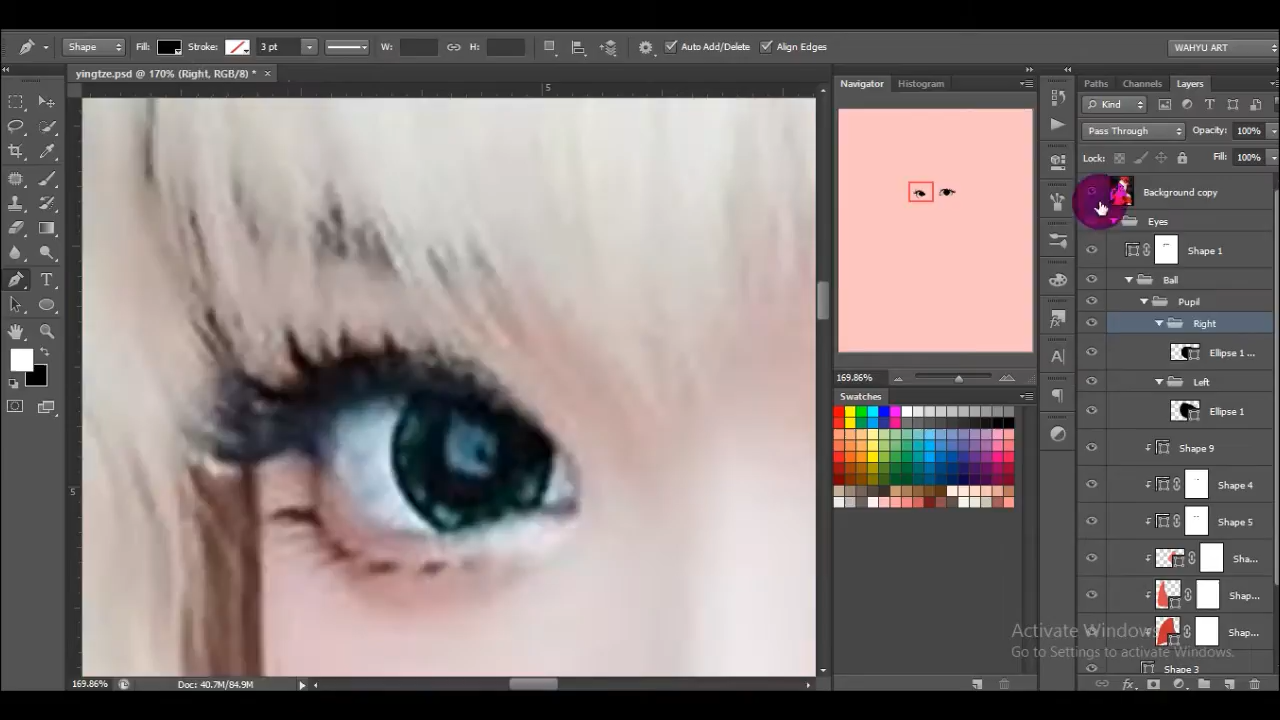 Shape Fill: Stroke: 3 pt W: H: Auto Add/Delete Align Edges WAHYU ART
yingtze.psd @ 170% (Right, RGB/8) * ×
Navigator Histogram
Paths Channels Layers
Kind
Pass Through Opacity: 100%
Lock: Fill: 100%
Background copy
Eyes
Shape 1
Ball
Pupil
Right
Ellipse 1 ...
Left
Ellipse 1
Shape 9
Shape 4
Shape 5
Sha...
Shap...
Shap...
Shape 3
169.86%
Swatches
5
5
T
A
Activate Windows
Go to Settings to activate Windows.
169.86% Doc: 40.7M/84.9M
fx